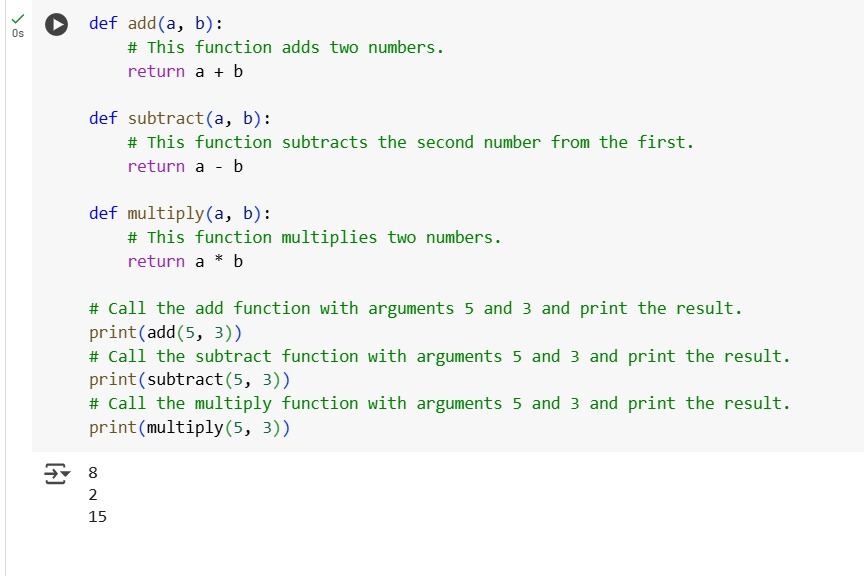 0s
def add(a, b):
    # This function adds two numbers.
    return a + b

def subtract(a, b):
    # This function subtracts the second number from the first.
    return a - b

def multiply(a, b):
    # This function multiplies two numbers.
    return a * b

# Call the add function with arguments 5 and 3 and print the result.
print(add(5, 3))
# Call the subtract function with arguments 5 and 3 and print the result.
print(subtract(5, 3))
# Call the multiply function with arguments 5 and 3 and print the result.
print(multiply(5, 3))
8
2
15